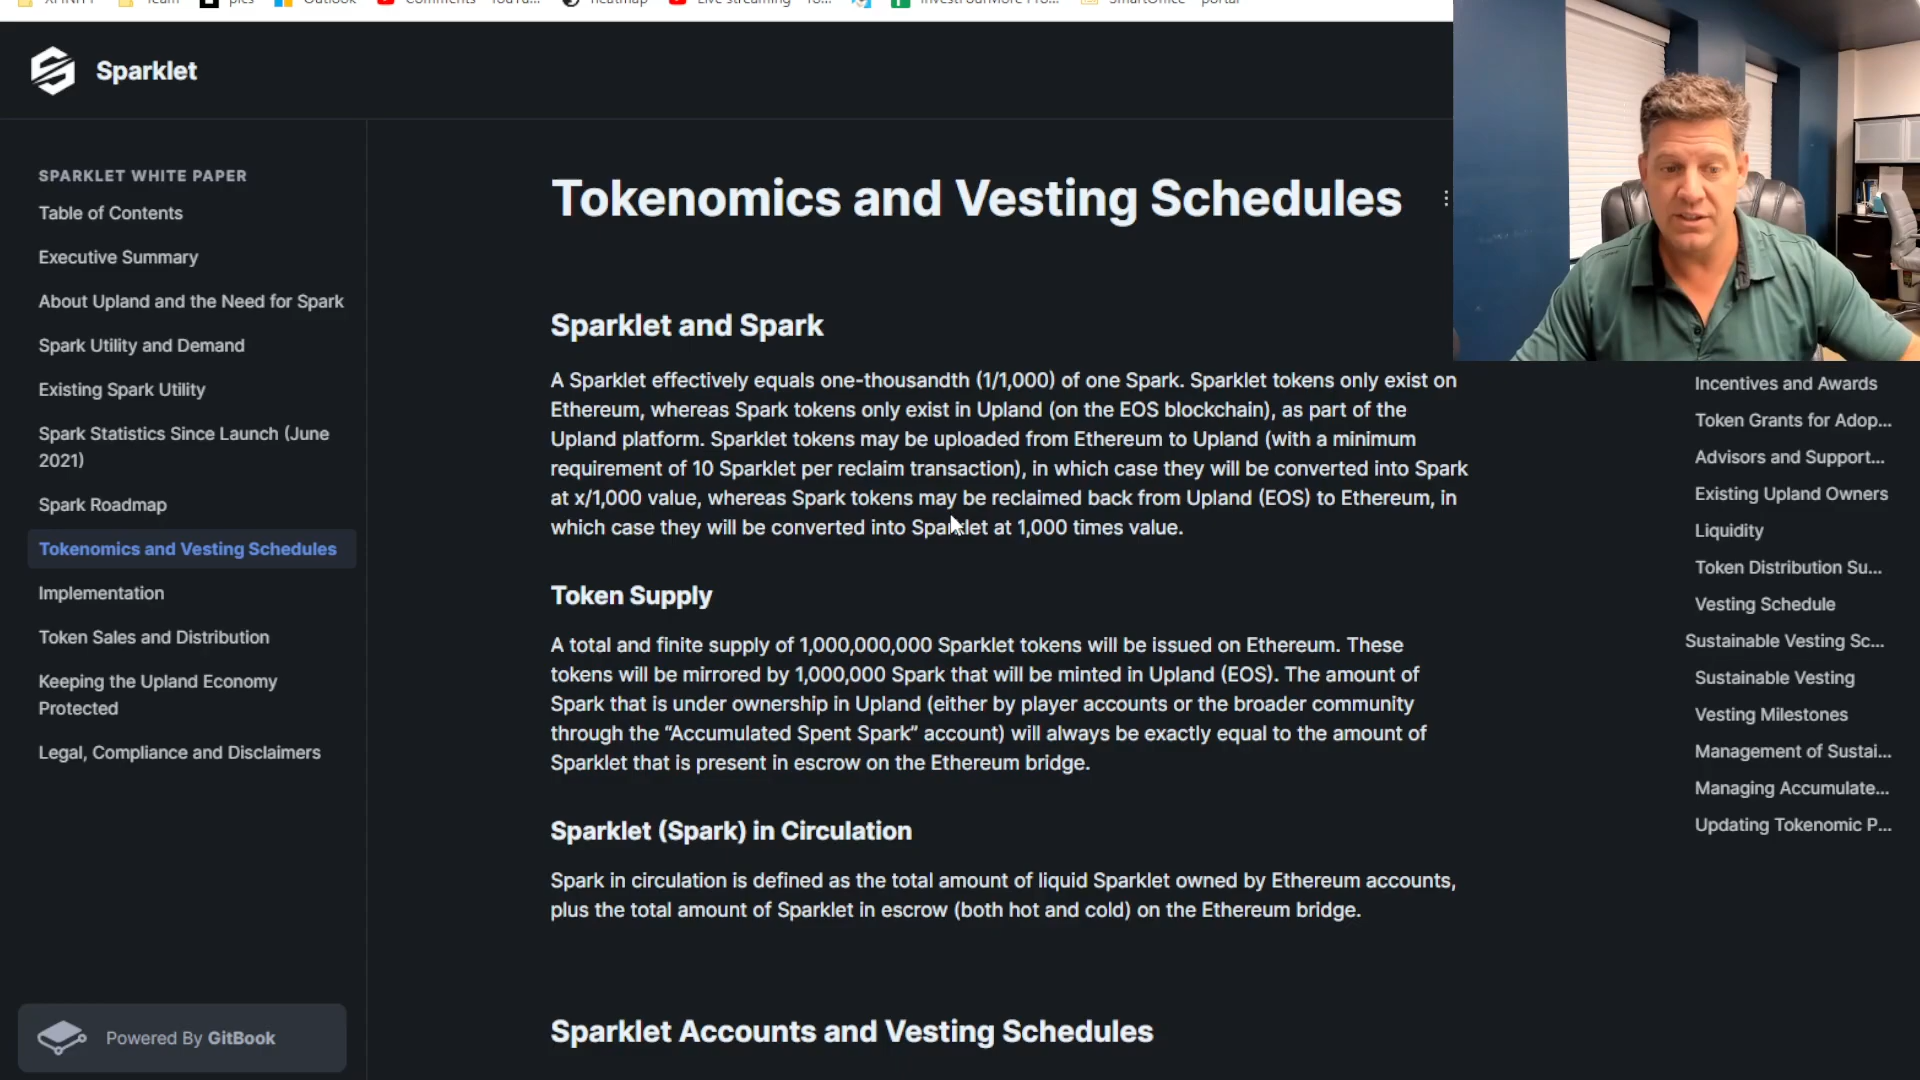 Sparklet
SPARKLET WHITE PAPER
Table of Contents
Executive Summary
About Upland and the Need for Spark
Spark Utility and Demand
Existing Spark Utility
Spark Statistics Since Launch (June
2021)
Spark Roadmap
Tokenomics and Vesting Schedules
Implementation
Token Sales and Distribution
Keeping the Upland Economy
Protected
Legal, Compliance and Disclaimers
Powered By GitBook
Tokenomics and Vesting Schedules
Sparklet and Spark
A Sparklet effectively equals one-thousandth (1/1,000) of one Spark. Sparklet tokens only exist on
Ethereum, whereas Spark tokens only exist in Upland (on the EOS blockchain), as part of the
Upland platform. Sparklet tokens may be uploaded from Ethereum to Upland (with a minimum
requirement of 10 Sparklet per reclaim transaction), in which case they will be converted into Spark
at x/1,000 value, whereas Spark tokens may be reclaimed back from Upland (EOS) to Ethereum, in
which case they will be converted into Sparklet at 1,000 times value.
Token Supply
A total and finite supply of 1,000,000,000 Sparklet tokens will be issued on Ethereum. These
tokens will be mirrored by 1,000,000 Spark that will be minted in Upland (EOS). The amount of
Spark that is under ownership in Upland (either by player accounts or the broader community
through the “Accumulated Spent Spark” account) will always be exactly equal to the amount of
Sparklet that is present in escrow on the Ethereum bridge.
Sparklet (Spark) in Circulation
Spark in circulation is defined as the total amount of liquid Sparklet owned by Ethereum accounts,
plus the total amount of Sparklet in escrow (both hot and cold) on the Ethereum bridge.
Sparklet Accounts and Vesting Schedules
Incentives and Awards
Token Grants for Adop...
Advisors and Support...
Existing Upland Owners
Liquidity
Token Distribution Su...
Vesting Schedule
Sustainable Vesting Sc...
Sustainable Vesting
Vesting Milestones
Management of Sustai...
Managing Accumulate...
Updating Tokenomic P...